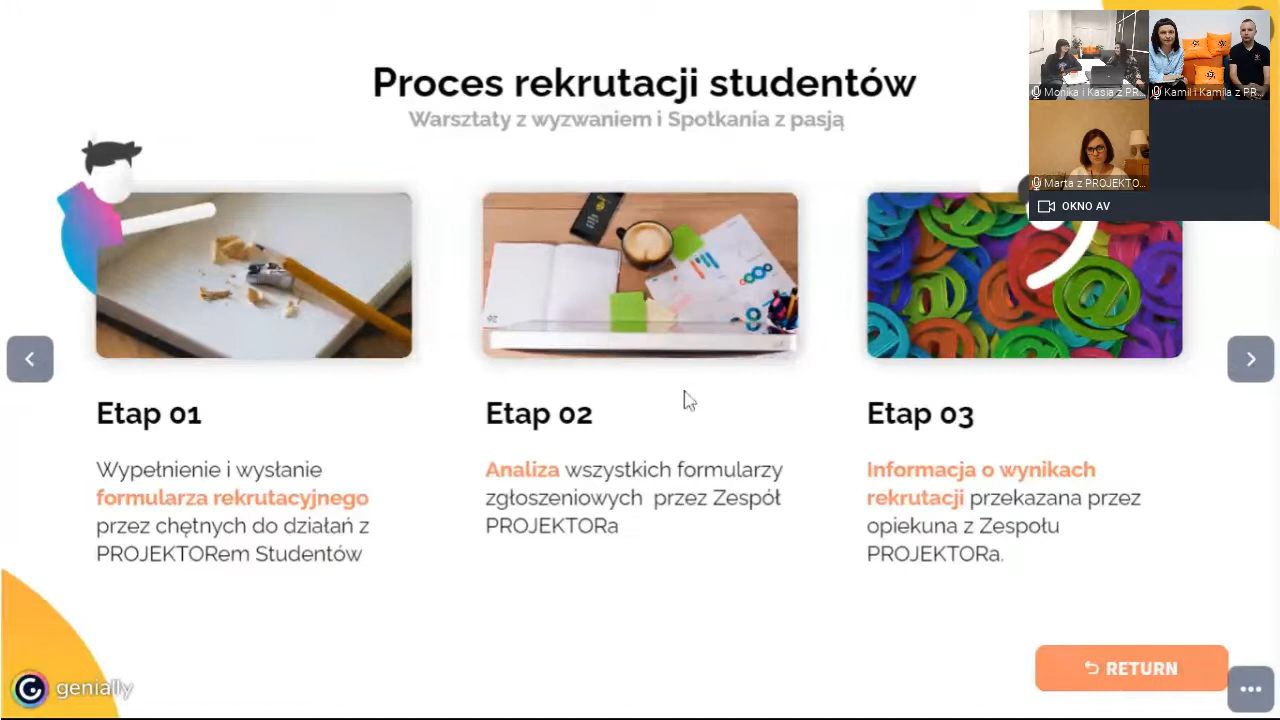 Proces rekrutacji studentów
Warsztaty z wyzwaniem i Spotkania z pasją
Monika i Kasia z PR...
Kamil i Kamila z PR...
Marta z PROJEKTO...
OKNO AV
Etap 01
Wypełnienie i wysłanie
formularza rekrutacyjnego
przez chętnych do działań z
PROJEKTORem Studentów
Etap 02
Analiza wszystkich formularzy
zgłoszeniowych przez Zespół
PROJEKTORa
Etap 03
Informacja o wynikach
rekrutacji przekazana przez
opiekuna z Zespołu
PROJEKTORa.
RETURN
genially